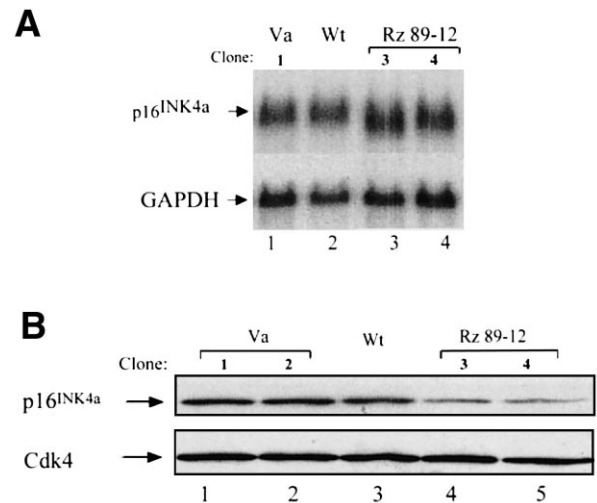 A
Va Wt Rz 89-12
Clone: 1 3 4
p16INK4a
GAPDH
1 2 3 4
B
Va Wt Rz 89-12
Clone: 1 2 3 4
p16INK4a
Cdk4
1 2 3 4 5